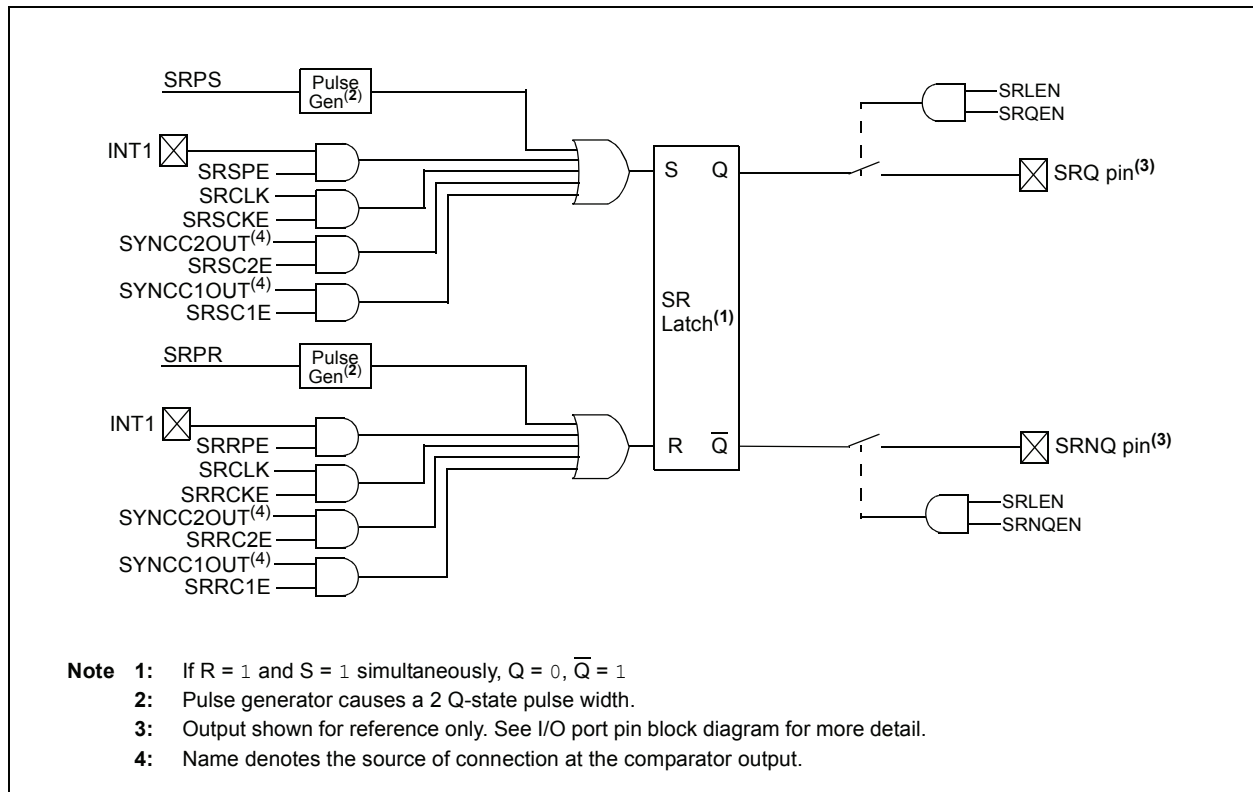 SRPS
Pulse
Gen(2)
INT1
SRSPE
SRCLK
SRSCKE
SYNCC2OUT(4)
SRSC2E
SYNCC1OUT(4)
SRSC1E
SRPR
Pulse
Gen(2)
INT1
SRRPE
SRCLK
SRRCKE
SYNCC2OUT(4)
SRRC2E
SYNCC1OUT(4)
SRRC1E
S Q
SR
Latch(1)
R Q̅
SRLEN
SRQEN
SRQ pin(3)
SRNQ pin(3)
SRLEN
SRNQEN
Note 1: If R = 1 and S = 1 simultaneously, Q = 0, Q̅ = 1
2: Pulse generator causes a 2 Q-state pulse width.
3: Output shown for reference only. See I/O port pin block diagram for more detail.
4: Name denotes the source of connection at the comparator output.